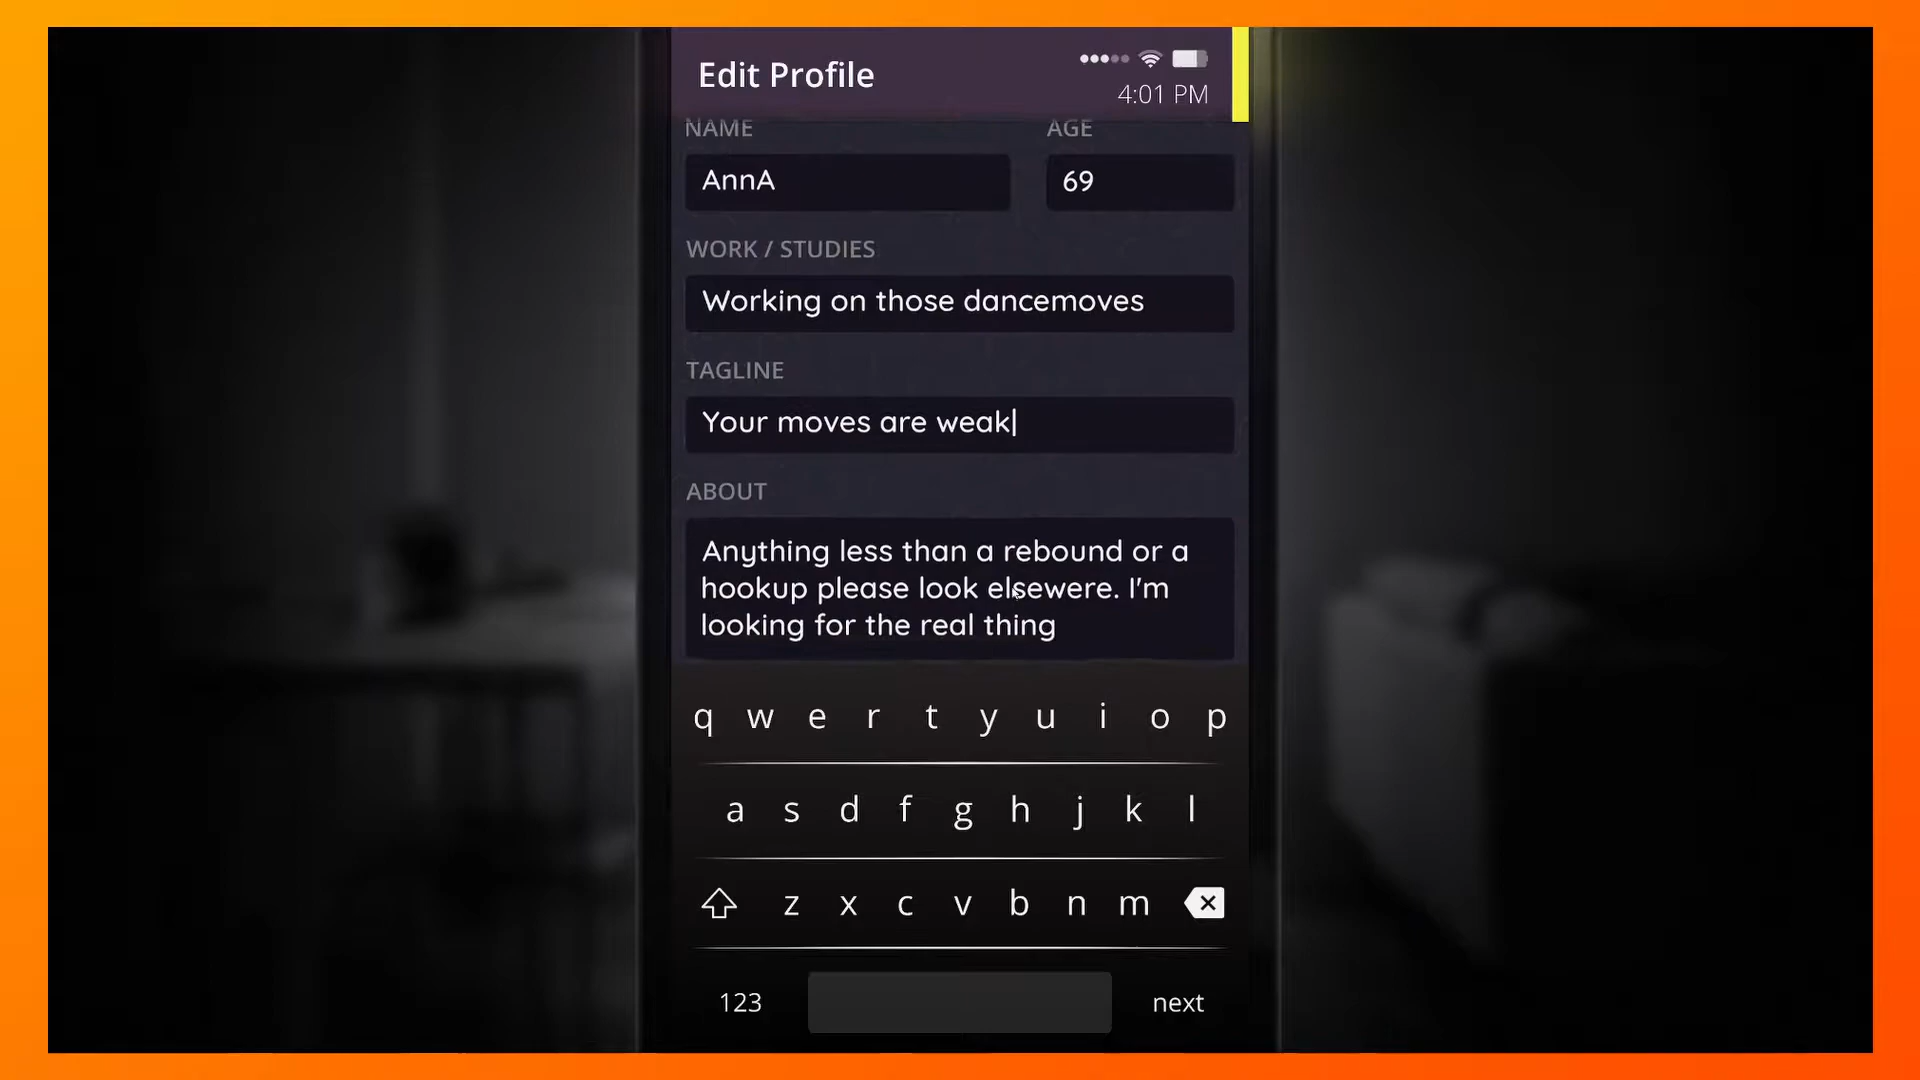 Edit Profile
4:01 PM
NAME
AGE
AnnA
69
WORK / STUDIES
Working on those dancemoves
TAGLINE
Your moves are weak
ABOUT
Anything less than a rebound or a
hookup please look elsewere. I'm
looking for the real thing
q w e r t y u i o p
a s d f g h j k l
z x c v b n m
123
next